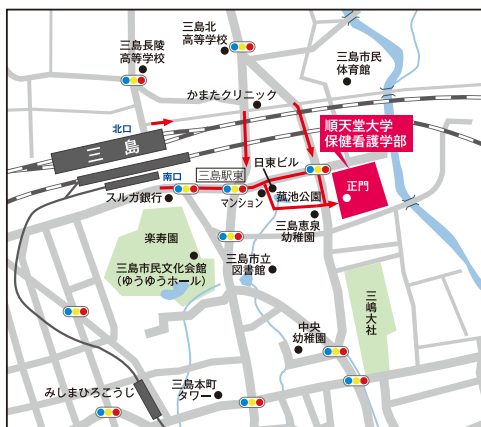 三島北
高等学校
三島長陵
高等学校
三島市民
体育館
かまたクリニック
北口
順天堂大学
保健看護学部
三島
日東ビル
三島駅東
南口
菰池公園
正門
スルガ銀行
マンション
三島恵泉
幼稚園
楽寿園
三島市民文化会館
(ゆうゆうホール)
三島市立
図書館
三嶋大社
中央
幼稚園
みしまひろこうじ
三島本町
タワー